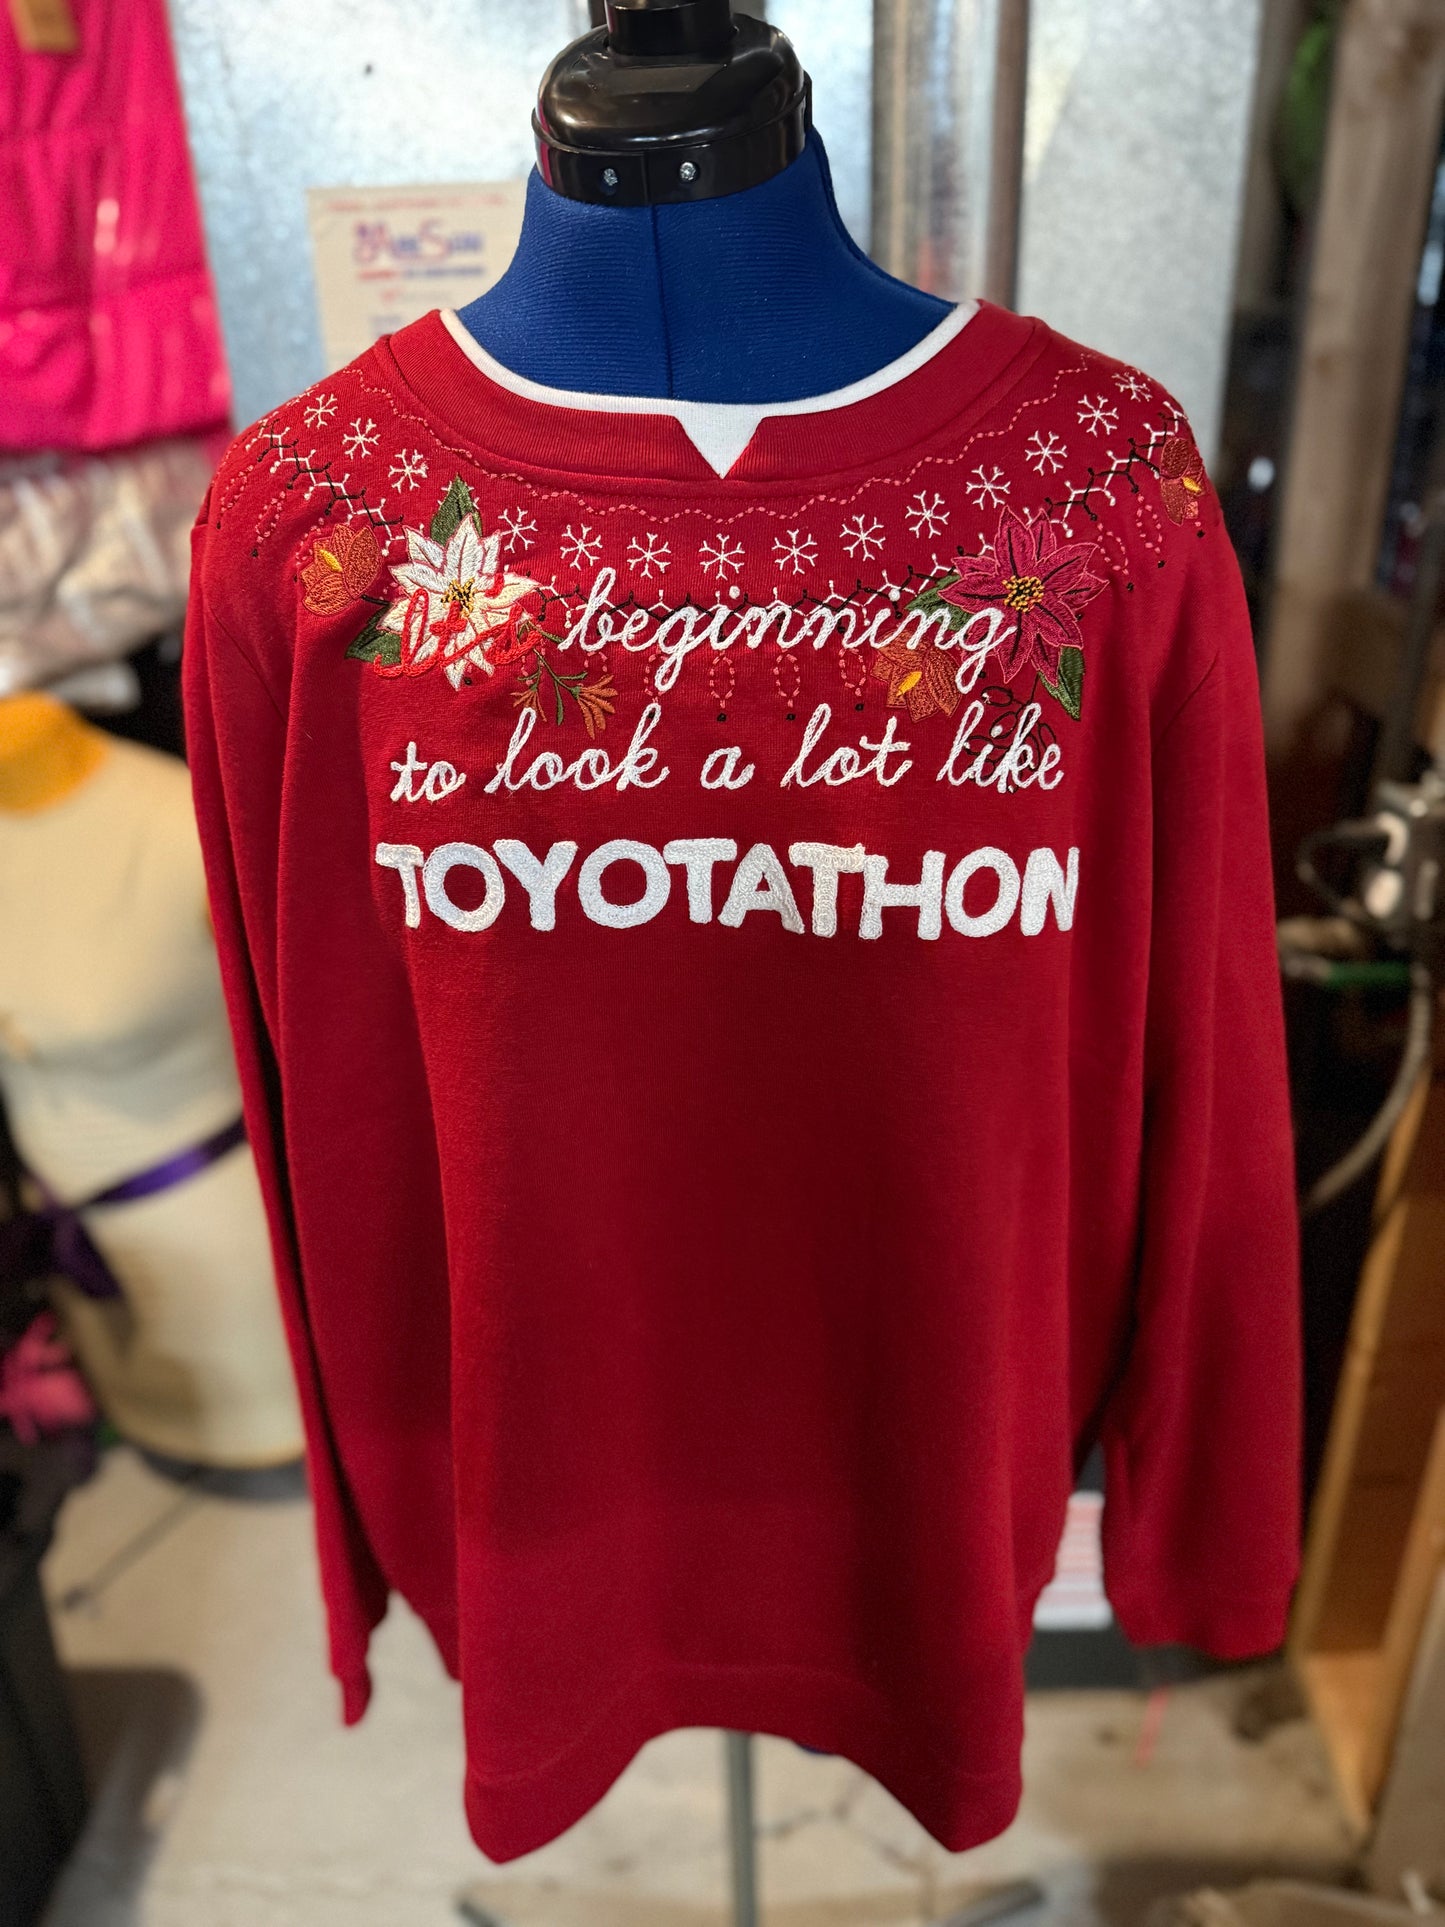 it's beginning
to look a lot like
TOYOTATHON